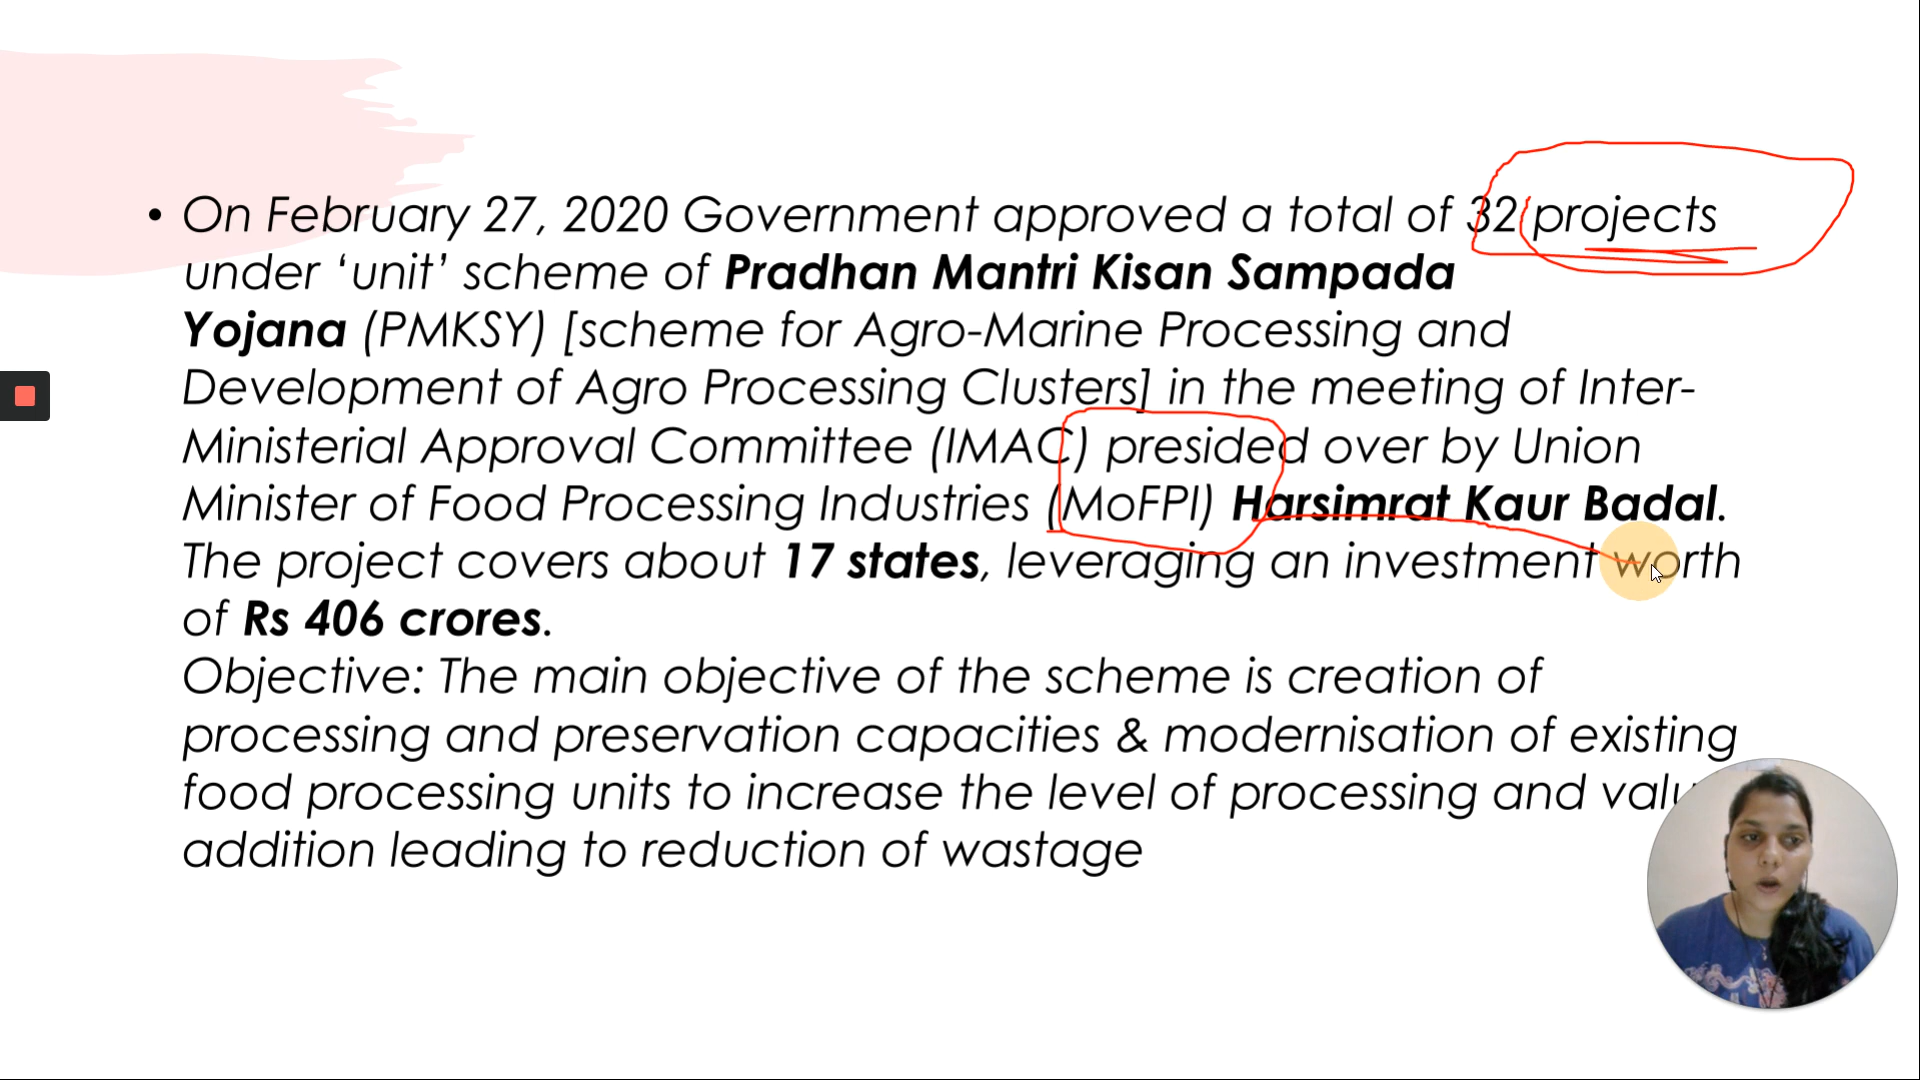 • On February 27, 2020 Government approved a total of 32 projects
under ‘unit’ scheme of Pradhan Mantri Kisan Sampada
Yojana (PMKSY) [scheme for Agro-Marine Processing and
Development of Agro Processing Clusters] in the meeting of Inter-
Ministerial Approval Committee (IMAC) presided over by Union
Minister of Food Processing Industries (MoFPI) Harsimrat Kaur Badal.
The project covers about 17 states, leveraging an investment worth
of Rs 406 crores.
Objective: The main objective of the scheme is creation of
processing and preservation capacities & modernisation of existing
food processing units to increase the level of processing and
addition leading to reduction of wastage